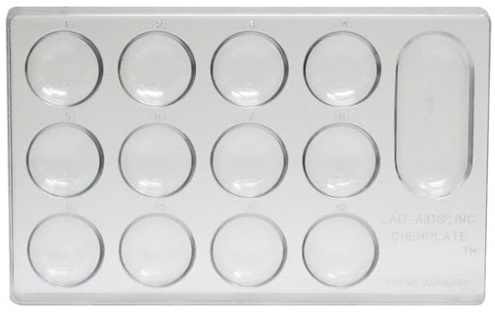 1 2 3 4
5 6 7 8
9 10 11 12
LAB-AIDS®, INC.
CHEMPLATE
TM